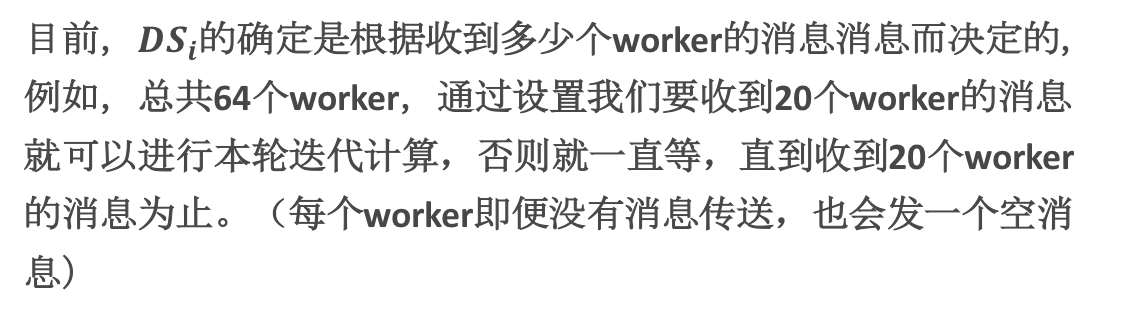 目前，DSᵢ的确定是根据收到多少个worker的消息消息而决定的,
例如，总共64个worker，通过设置我们要收到20个worker的消息
就可以进行本轮迭代计算，否则就一直等，直到收到20个worker
的消息为止。（每个worker即便没有消息传送，也会发一个空消
息）